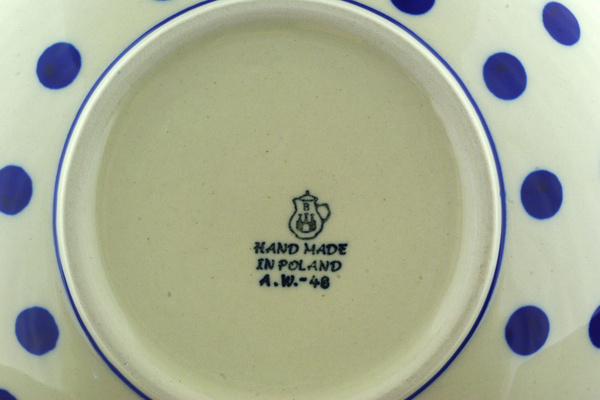 B
HAND MADE
IN POLAND
A.W.-48